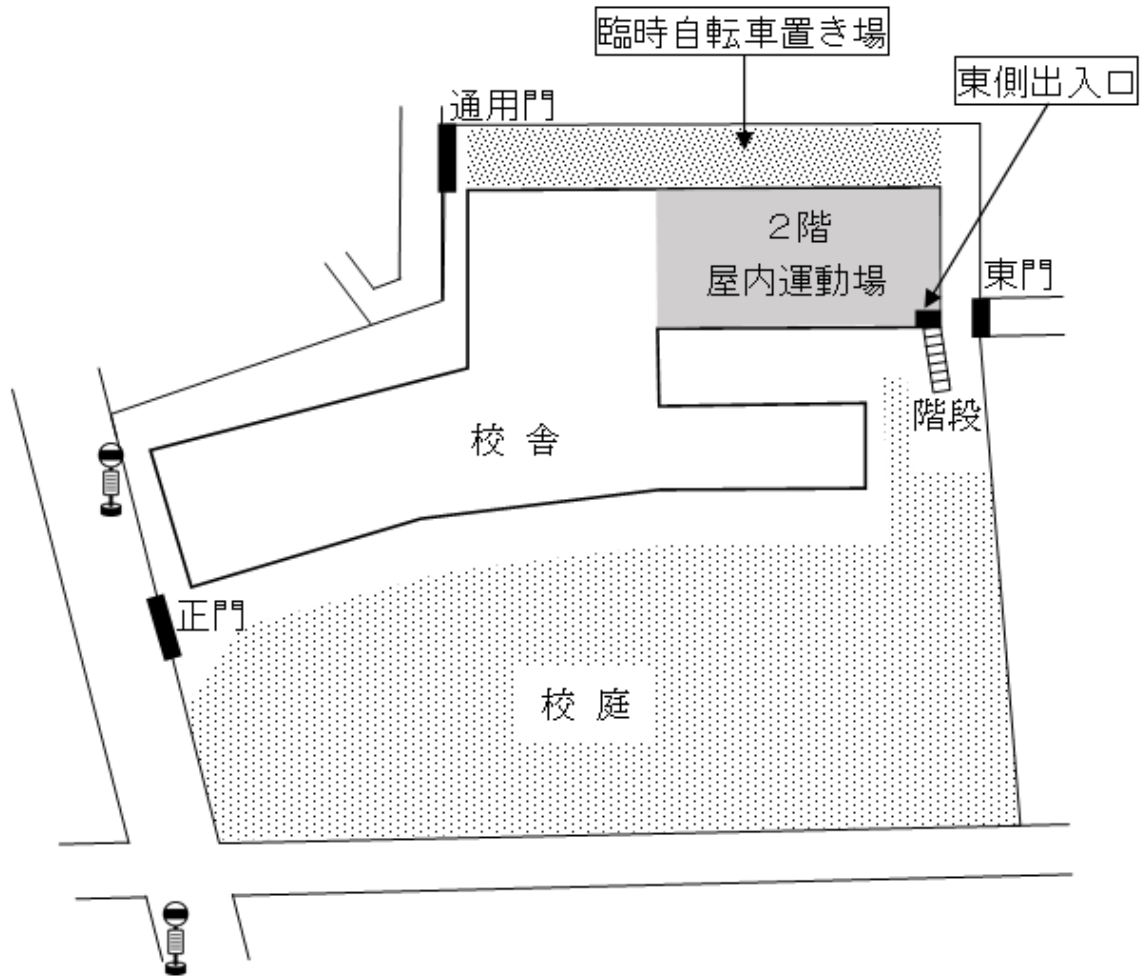 臨時自転車置き場
東側出入口
通用門
２階
屋内運動場
東門
階段
校舎
正門
校庭